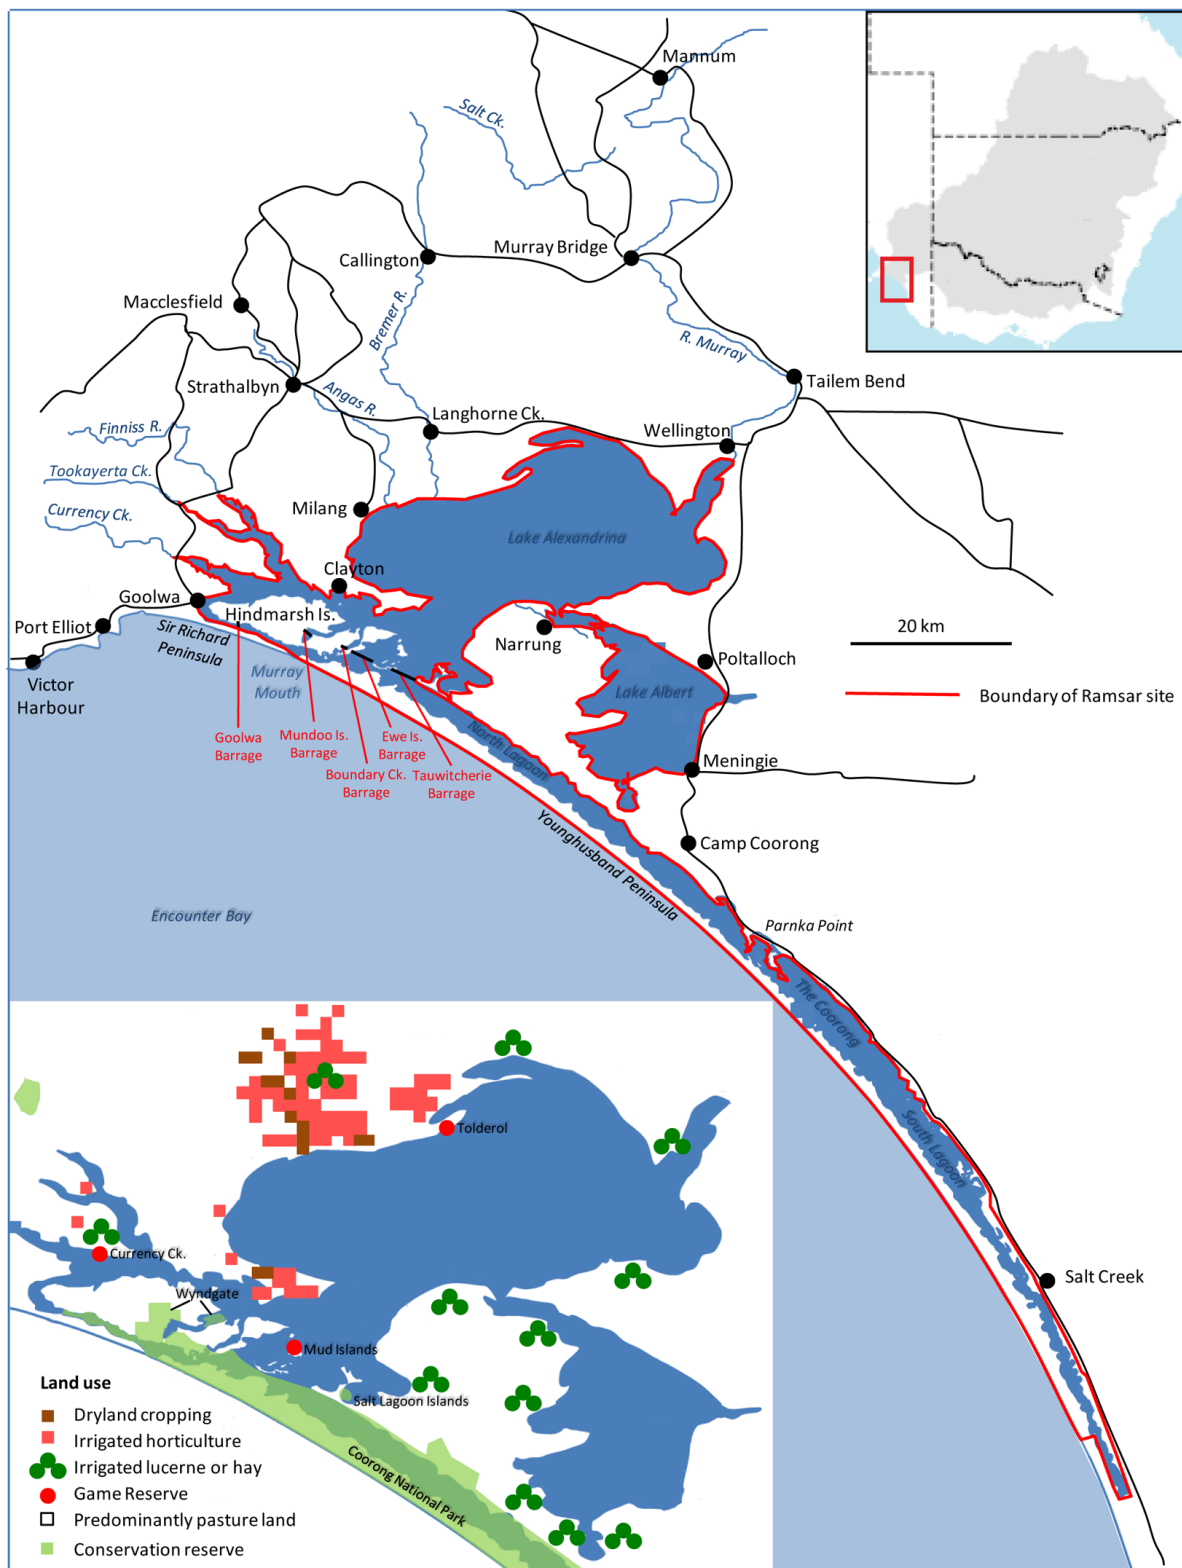 Mannum
Salt Ck.
Murray Bridge
Callington
Macclesfield
Bremer R.
R. Murray
Tailem Bend
Strathalbyn
Angas R.
Langhorne Ck.
Wellington
Finniss R.
Tookayerta Ck.
Currency Ck.
Milang
Lake Alexandrina
Clayton
Goolwa
Hindmarsh Is.
Port Elliot
Sir Richard
Peninsula
Narrung
20 km
Victor
Harbour
Murray
Mouth
Poltalloch
Lake Albert
Boundary of Ramsar site
Goolwa
Barrage
Mundoo Is.
Barrage
Ewe Is.
Barrage
Boundary Ck.
Barrage
Tauwitcherie
Barrage
North Lagoon
Meningie
Younghusband Peninsula
Camp Coorong
Encounter Bay
Parnka Point
The Coorong
South Lagoon
Salt Creek
Tolderol
Currency Ck.
Wyndgate
Mud Islands
Salt Lagoon Islands
Coorong National Park
Land use
Dryland cropping
Irrigated horticulture
Irrigated lucerne or hay
Game Reserve
Predominantly pasture land
Conservation reserve